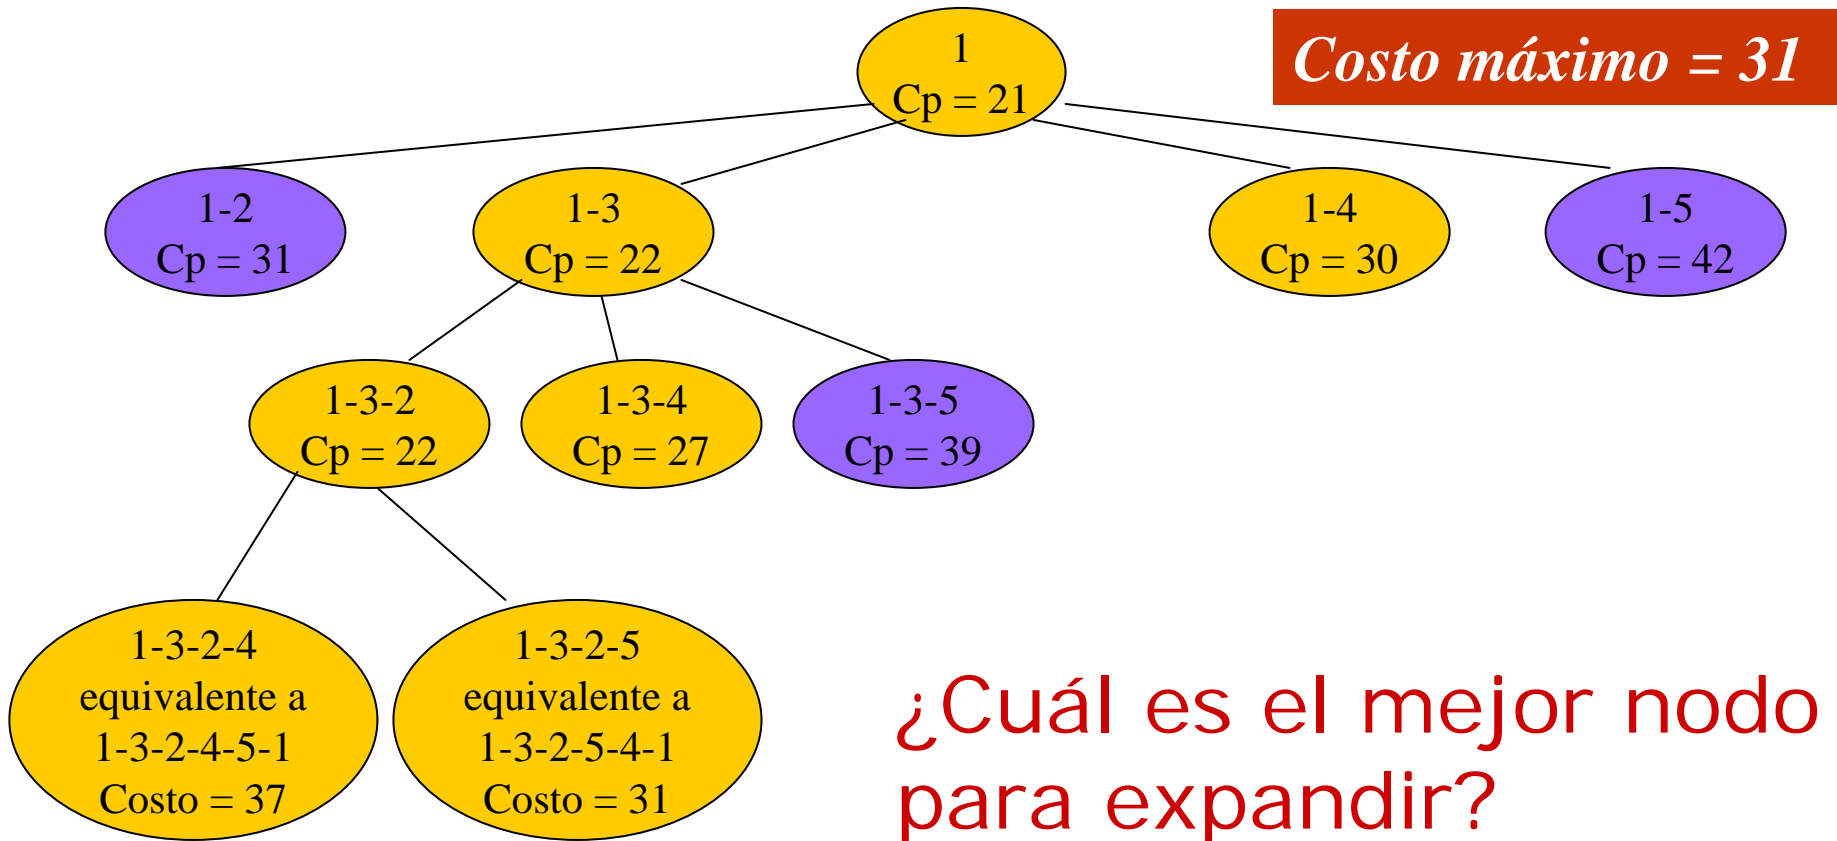 1
Cp = 21
Costo máximo = 31
1-2
Cp = 31
1-3
Cp = 22
1-4
Cp = 30
1-5
Cp = 42
1-3-2
Cp = 22
1-3-4
Cp = 27
1-3-5
Cp = 39
1-3-2-4
equivalente a
1-3-2-4-5-1
Costo = 37
1-3-2-5
equivalente a
1-3-2-5-4-1
Costo = 31
¿Cuál es el mejor nodo
para expandir?